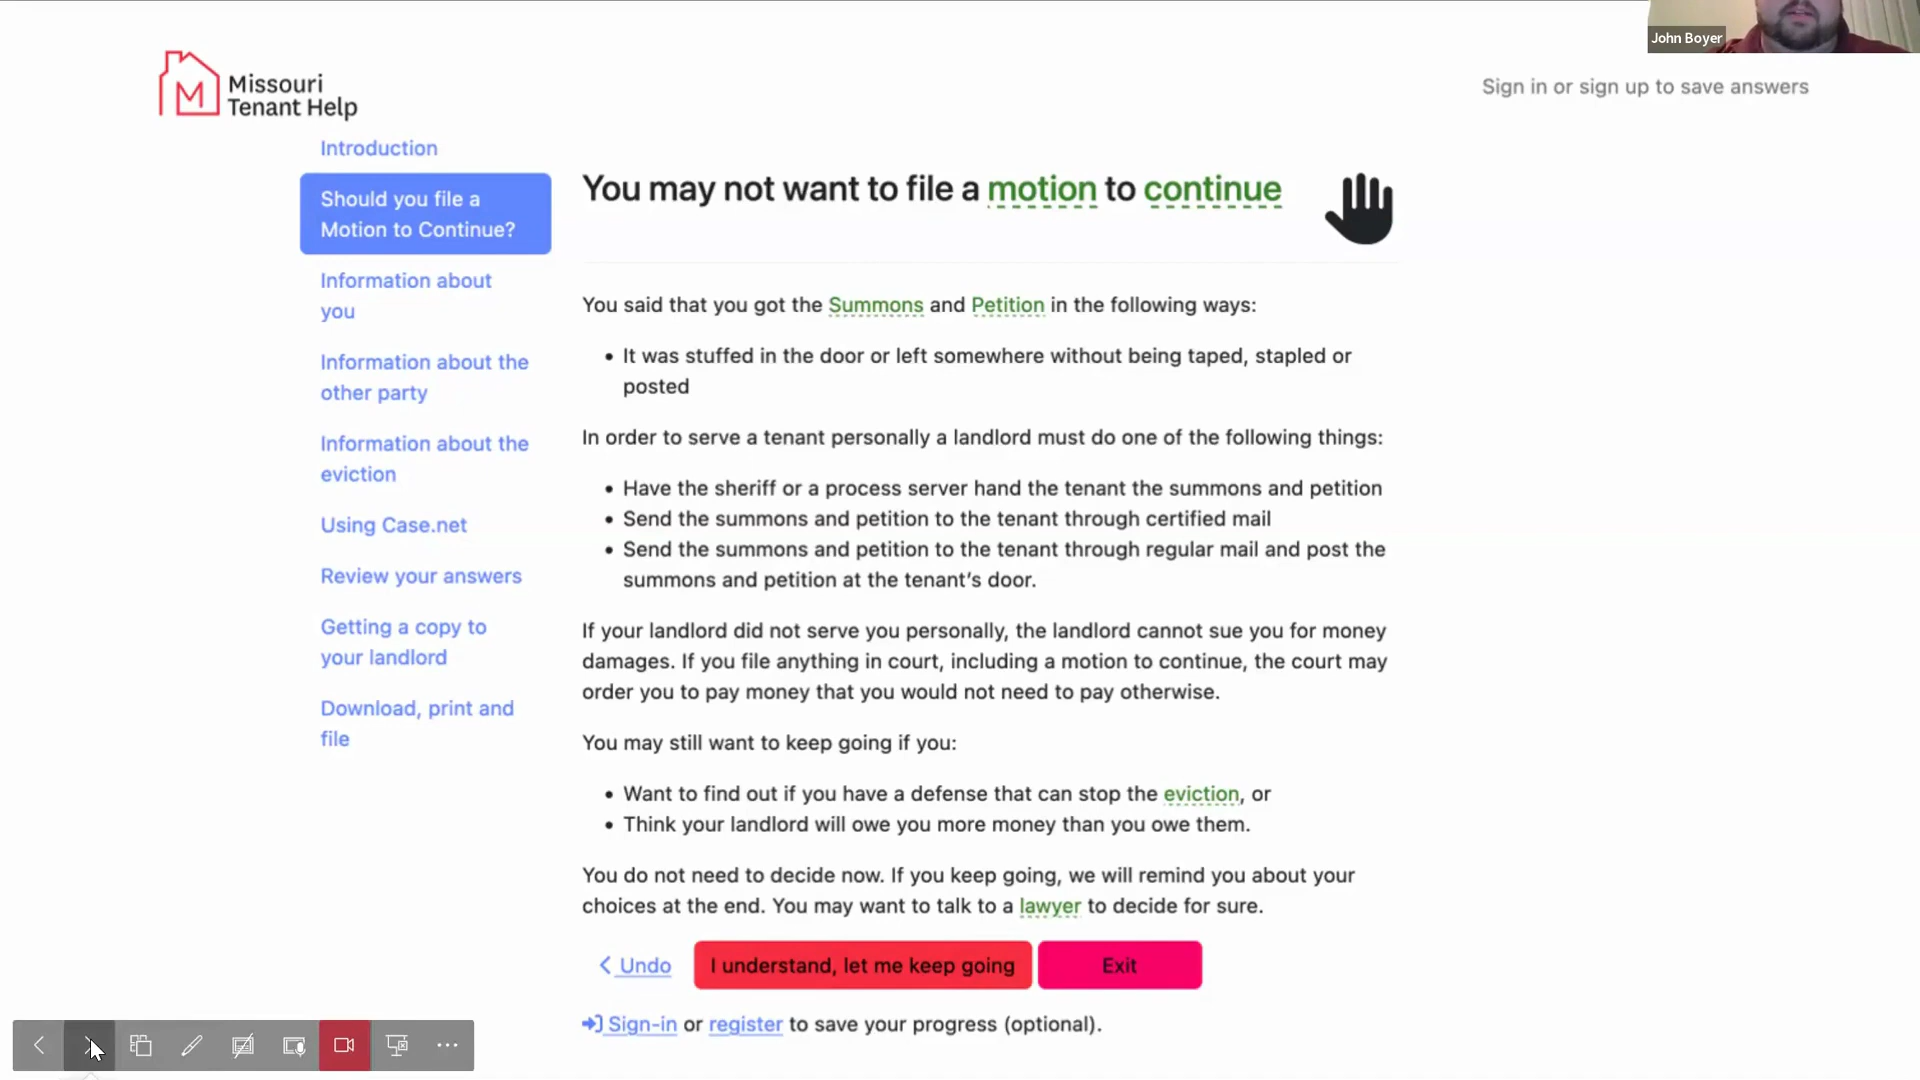 John Boyer
Missouri
Tenant Help
Sign in or sign up to save answers
Introduction
Should you file a
Motion to Continue?
Information about
you
Information about the
other party
Information about the
eviction
Using Case.net
Review your answers
Getting a copy to
your landlord
Download, print and
file
You may not want to file a motion to continue
You said that you got the Summons and Petition in the following ways:
• It was stuffed in the door or left somewhere without being taped, stapled or
posted
In order to serve a tenant personally a landlord must do one of the following things:
• Have the sheriff or a process server hand the tenant the summons and petition
• Send the summons and petition to the tenant through certified mail
• Send the summons and petition to the tenant through regular mail and post the
summons and petition at the tenant's door.
If your landlord did not serve you personally, the landlord cannot sue you for money
damages. If you file anything in court, including a motion to continue, the court may
order you to pay money that you would not need to pay otherwise.
You may still want to keep going if you:
• Want to find out if you have a defense that can stop the eviction, or
• Think your landlord will owe you more money than you owe them.
You do not need to decide now. If you keep going, we will remind you about your
choices at the end. You may want to talk to a lawyer to decide for sure.
Undo
I understand, let me keep going
Exit
Sign-in or register to save your progress (optional).